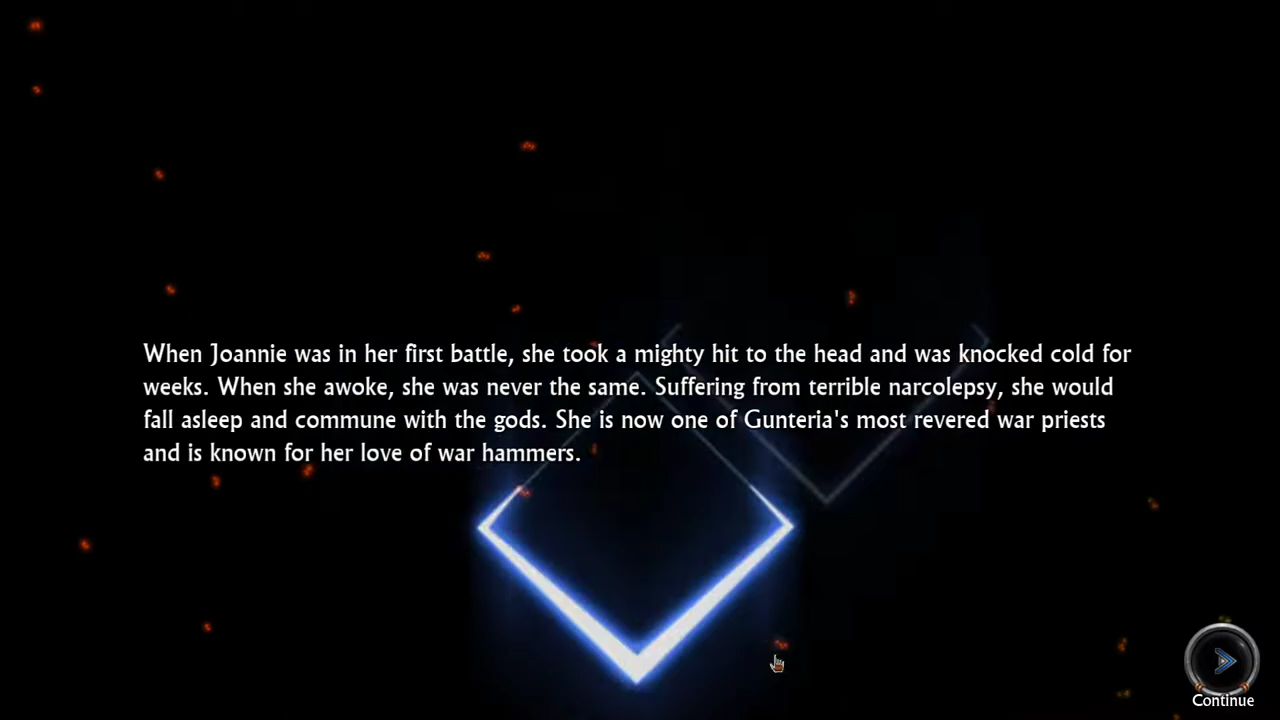 When Joannie was in her first battle, she took a mighty hit to the head and was knocked cold for
weeks. When she awoke, she was never the same. Suffering from terrible narcolepsy, she would
fall asleep and commune with the gods. She is now one of Gunteria's most revered war priests
and is known for her love of war hammers.
Continue